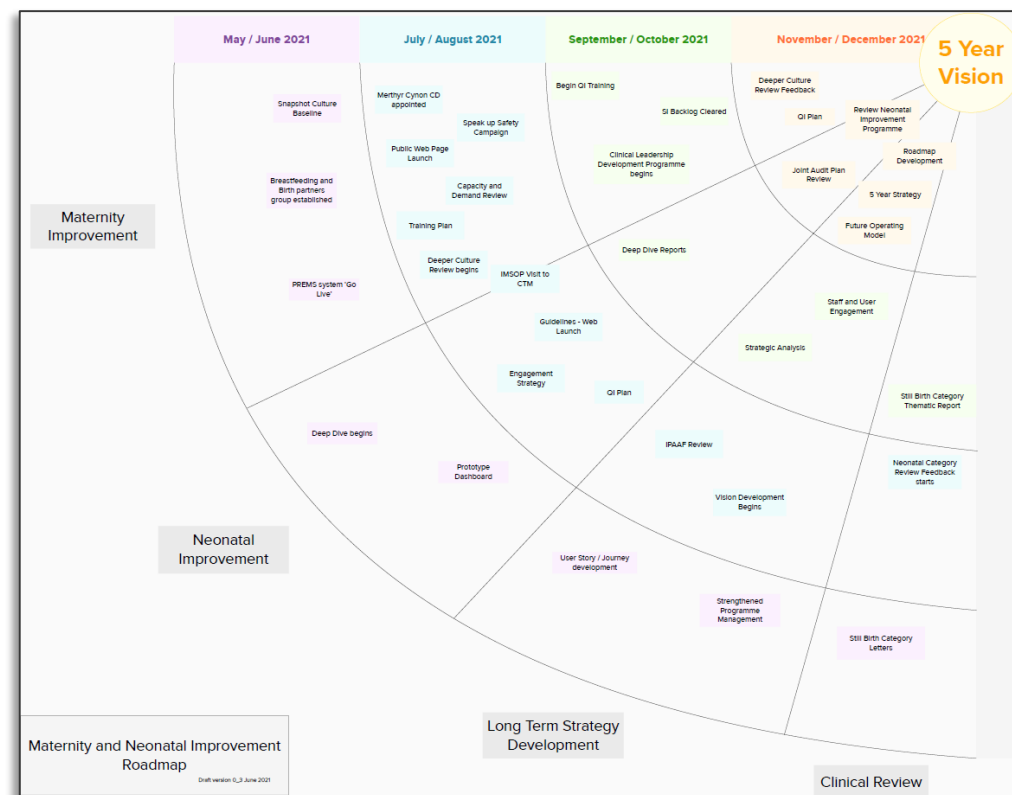 May / June 2021
July / August 2021
September / October 2021
November / December 2021
5 Year
Vision
Snapshot Culture
Baseline
Breastfeeding and
Birth partners
group established
PREMS system 'Go
Live'
Merthyr Cynon CD
appointed
Speak up Safety
Campaign
Public Web Page
Launch
Capacity and
Demand Review
Training Plan
Deeper Culture
Review begins
IMSOP Visit to
CTM
Begin QI Training
SI Backlog Cleared
Clinical Leadership
Development Programme
begins
Deeper Culture
Review Feedback
QI Plan
Review Neonatal
Improvement
Programme
Roadmap
Development
Joint Audit Plan
Review
5 Year Strategy
Future Operating
Model
Maternity
Improvement
Deep Dive Reports
Guidelines - Web
Launch
Engagement
Strategy
QI Plan
Deep Dive begins
Prototype
Dashboard
Staff and User
Engagement
Strategic Analysis
Still Birth Category
Thematic Report
IPAAF Review
Vision Development
Begins
Neonatal Category
Review Feedback
starts
Neonatal
Improvement
User Story / Journey
development
Strengthened
Programme
Management
Still Birth Category
Letters
Long Term Strategy
Development
Clinical Review
Maternity and Neonatal Improvement
Roadmap
Draft version 0_3 June 2021